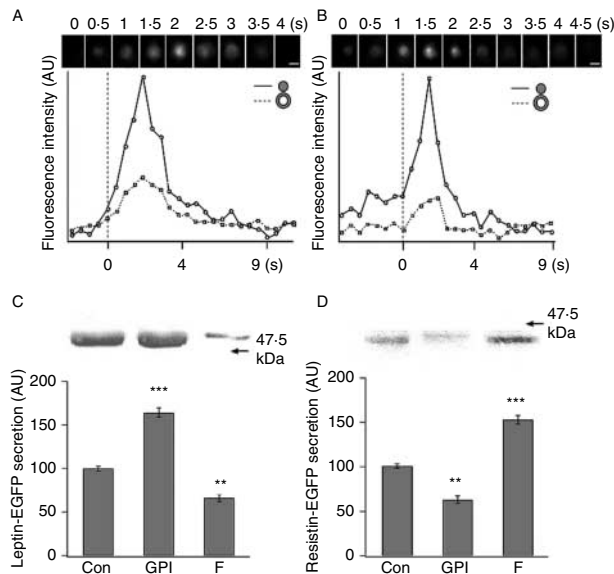 A
0 0·5 1 1·5 2 2·5 3 3·5 4 (s)
Fluorescence intensity (AU)
0 4 9 (s)
B
0 0·5 1 1·5 2 2·5 3 3·5 4 4·5 (s)
Fluorescence intensity (AU)
0 4 9 (s)
C
47·5
kDa
Leptin-EGFP secretion (AU)
200
150
100
50
0
***
**
Con GPI F
D
47·5
kDa
Resistin-EGFP secretion (AU)
200
150
100
50
0
**
***
Con GPI F